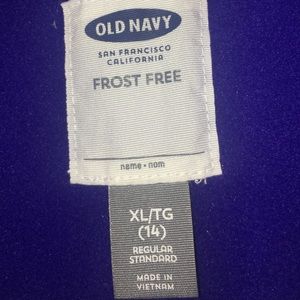 OLD NAVY
SAN FRANCISCO
CALIFORNIA
FROST FREE
name • nom
XL/TG
(14)
REGULAR
STANDARD
MADE IN
VIETNAM